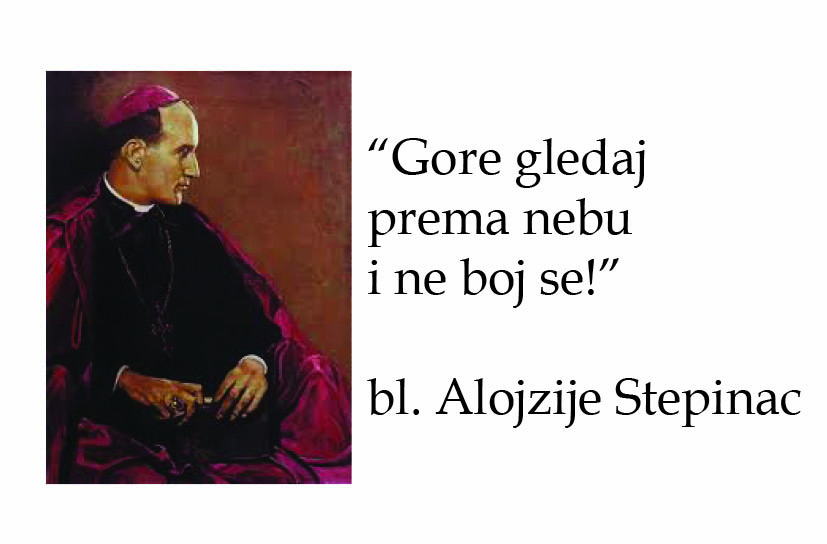 “Gore gledaj
prema nebu
i ne boj se!”
bl. Alojzije Stepinac